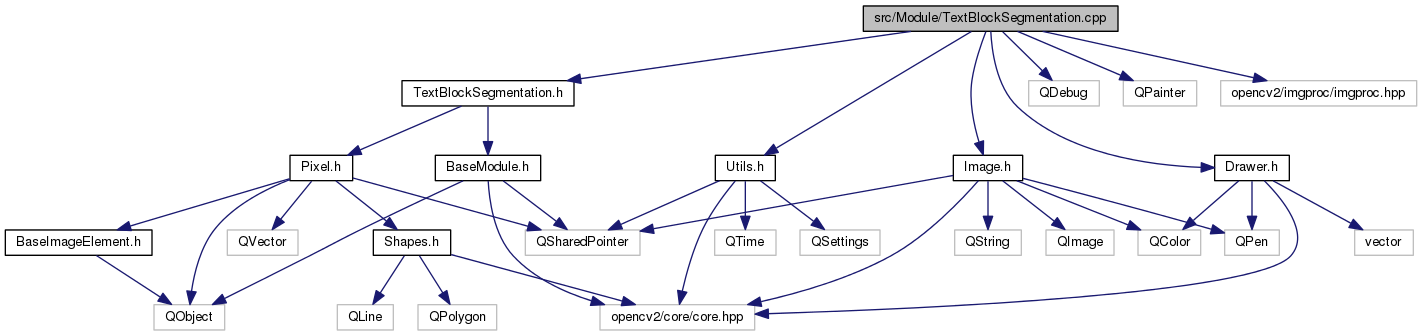 src/Module/TextBlockSegmentation.cpp
TextBlockSegmentation.h
QDebug
QPainter
opencv2/imgproc/imgproc.hpp
Pixel.h
BaseModule.h
Utils.h
Image.h
Drawer.h
BaseImageElement.h
QVector
Shapes.h
QSharedPointer
QTime
QSettings
QString
QImage
QColor
QPen
vector
QObject
QLine
QPolygon
opencv2/core/core.hpp